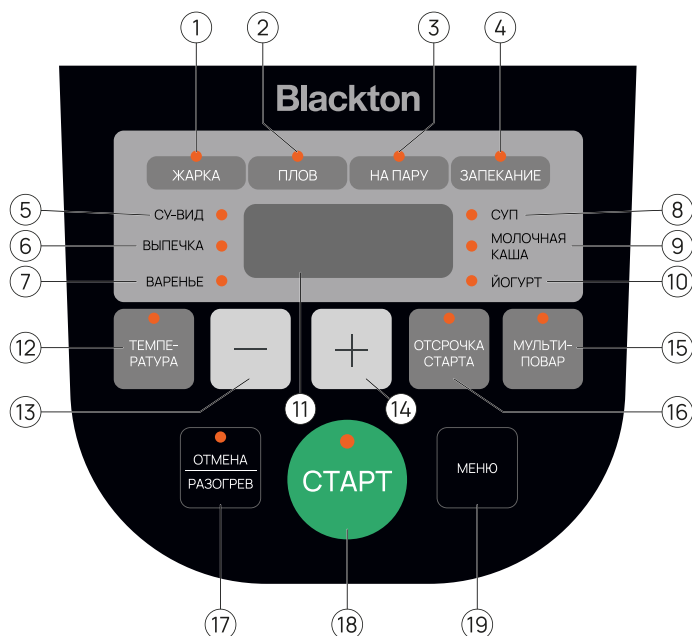 1 2 3 4
Blackton
ЖАРКА ПЛОВ НА ПАРУ ЗАПЕКАНИЕ
5 СУ-ВИД СУП 8
6 ВЫПЕЧКА МОЛОЧНАЯ
КАША 9
7 ВАРЕНЬЕ ЙОГУРТ 10
12 ТЕМПЕ-
РАТУРА
— +
ОТСРОЧКА
СТАРТА
МУЛЬТИ-
ПОВАР 15
13 11 14 16
ОТМЕНА
РАЗОГРЕВ
СТАРТ
МЕНЮ
17 18 19